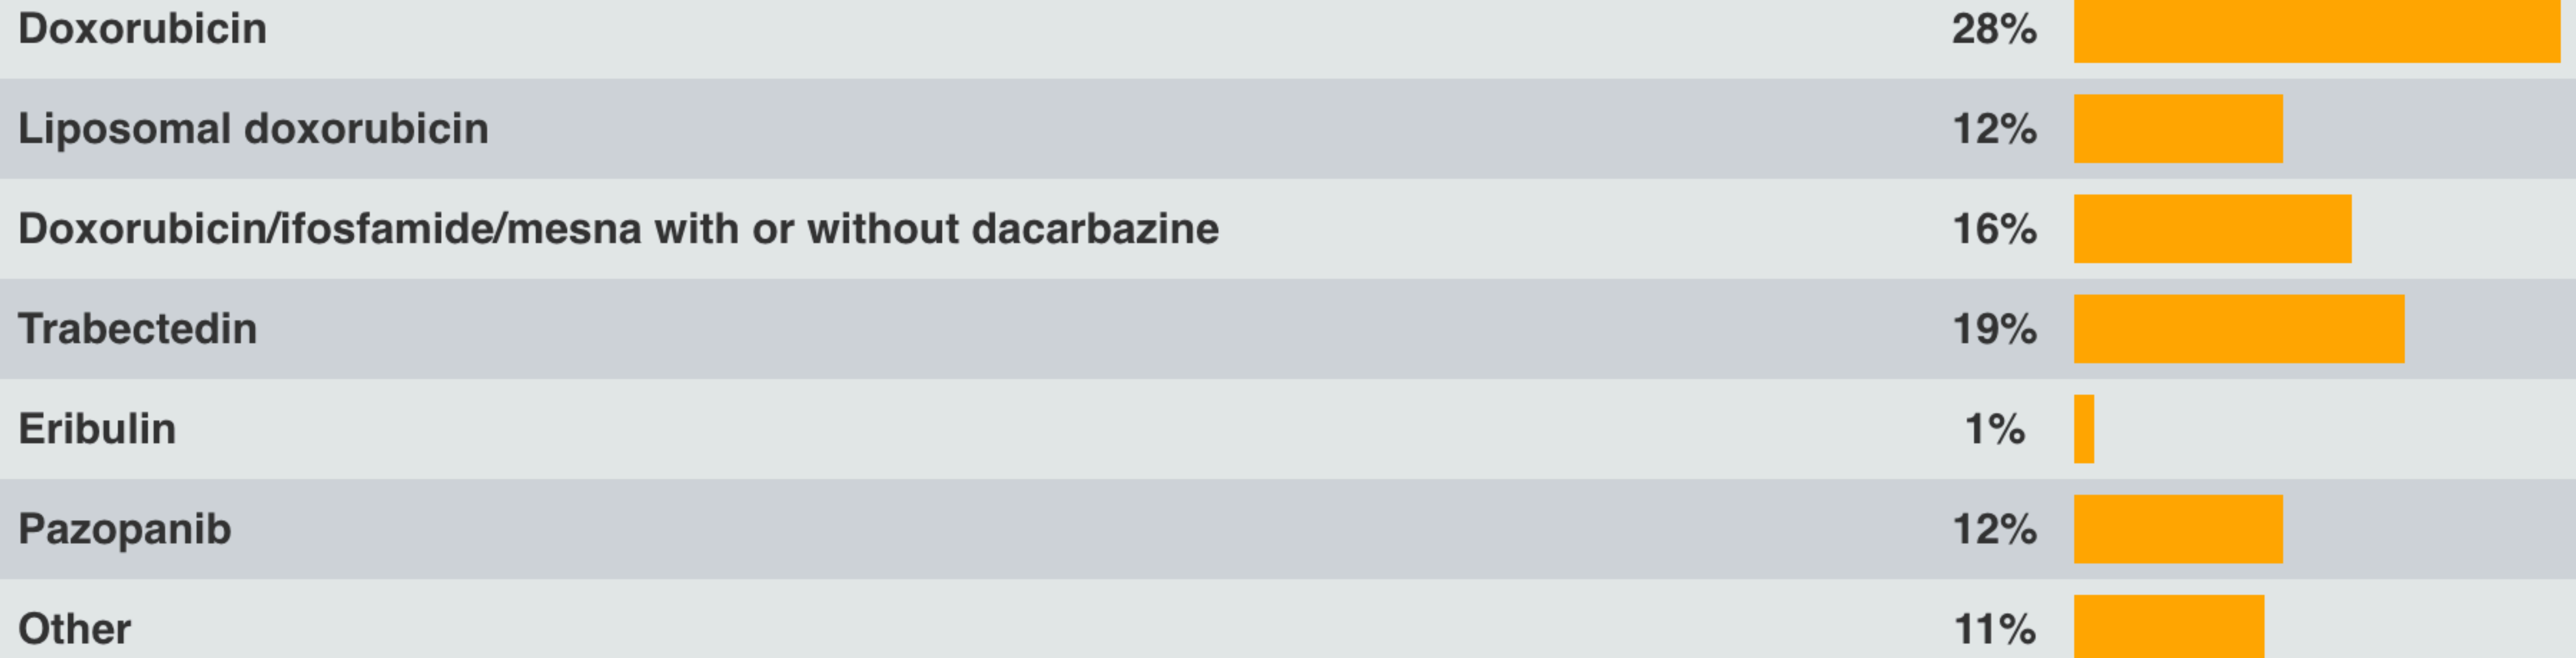 Doxorubicin 28%
Liposomal doxorubicin 12%
Doxorubicin/ifosfamide/mesna with or without dacarbazine 16%
Trabectedin 19%
Eribulin 1%
Pazopanib 12%
Other 11%